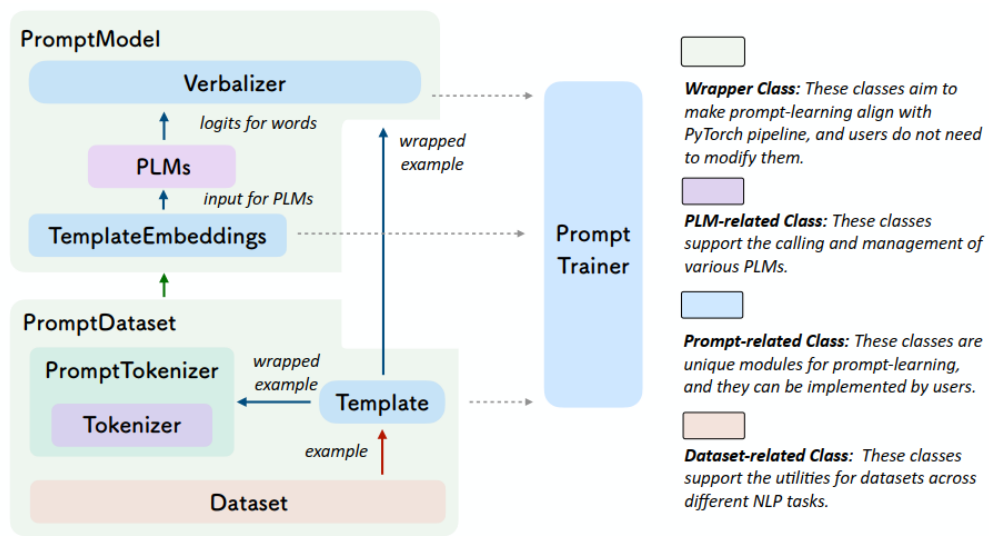 PromptModel
Verbalizer
logits for words
PLMs
input for PLMs
TemplateEmbeddings
wrapped
example
PromptDataset
PromptTokenizer
Tokenizer
wrapped
example
Template
example
Dataset
Prompt
Trainer
Wrapper Class: These classes aim to
make prompt-learning align with
PyTorch pipeline, and users do not need
to modify them.
PLM-related Class: These classes
support the calling and management of
various PLMs.
Prompt-related Class: These classes are
unique modules for prompt-learning,
and they can be implemented by users.
Dataset-related Class: These classes
support the utilities for datasets across
different NLP tasks.